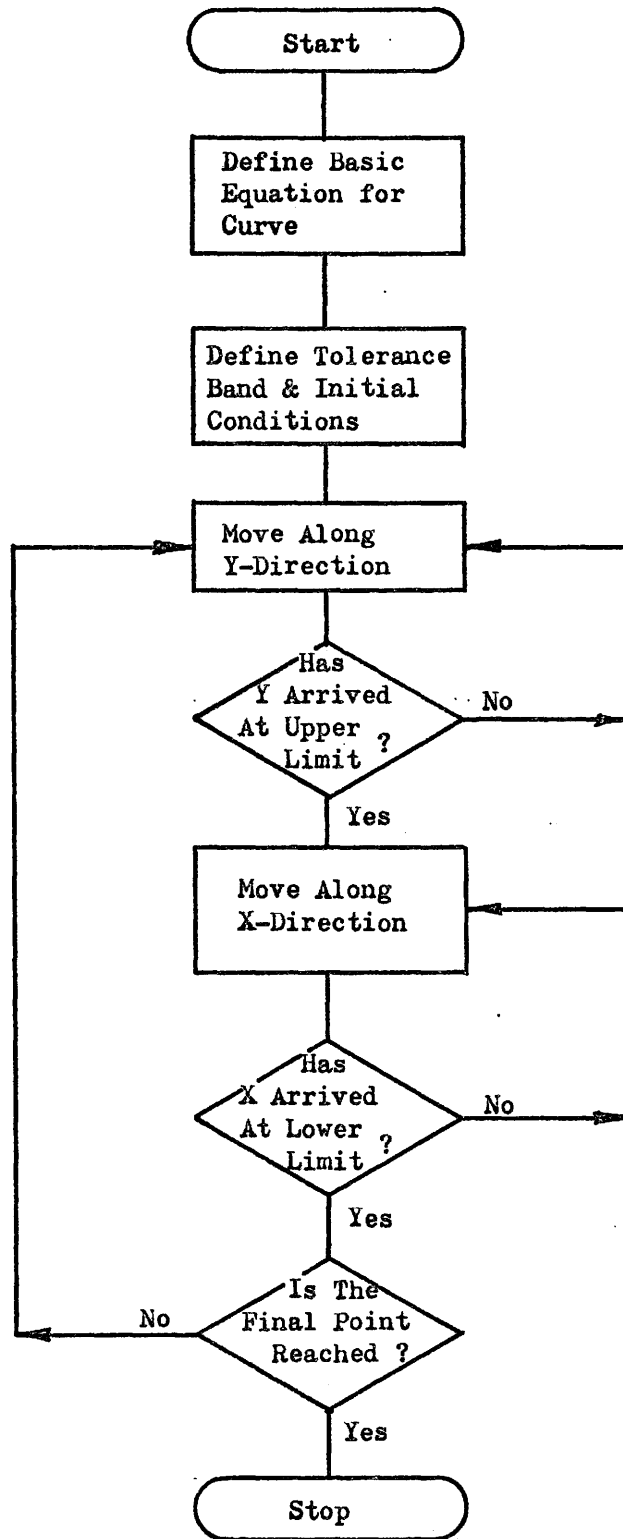 Start
Define Basic
Equation for
Curve
Define Tolerance
Band & Initial
Conditions
Move Along
Y-Direction
Has
Y Arrived
At Upper
Limit ?
No
Yes
Move Along
X-Direction
Has
X Arrived
At Lower
Limit ?
No
Yes
Is The
Final Point
Reached ?
No
Yes
Stop